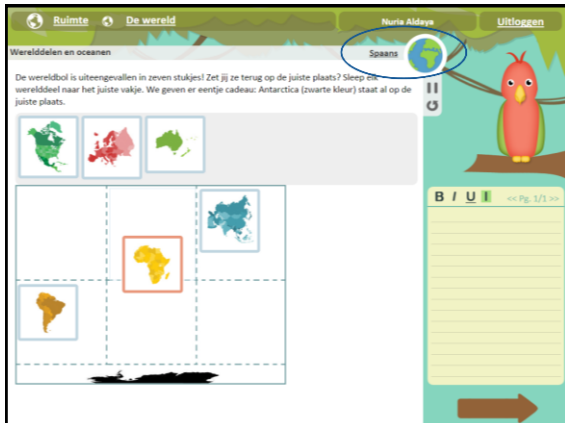 Ruimte De wereld Nuria Aldaya Uitloggen
Werelddelen en oceanen Spaans
De wereldbol is uiteengevallen in zeven stukjes! Zet jij ze terug op de juiste plaats? Sleep elk
werelddeel naar het juiste vakje. We geven er eentje cadeau: Antarctica (zwarte kleur) staat al op de
juiste plaats.
B I U I << Pg. 1/1 >>